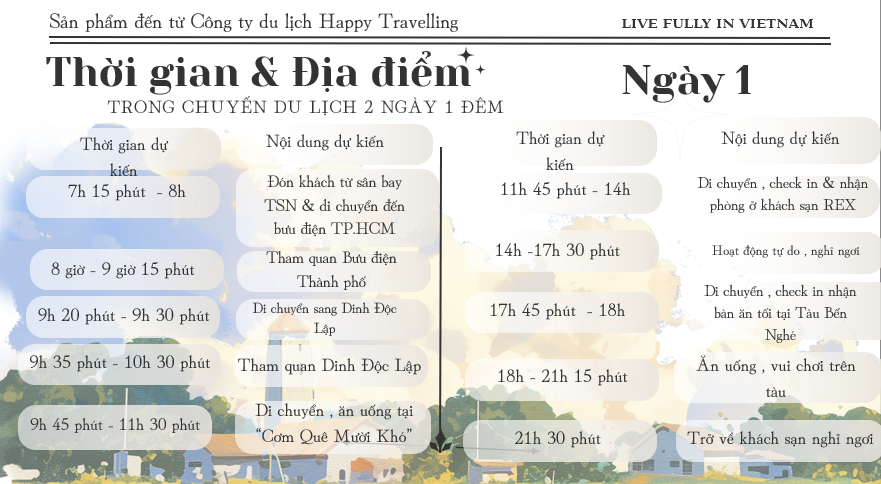 Sản phẩm đến từ Công ty du lịch Happy Travelling
LIVE FULLY IN VIETNAM
Thời gian & Địa điểm
TRONG CHUYẾN DU LỊCH 2 NGÀY 1 ĐÊM
Ngày 1
Thời gian dự
kiến
Nội dung dự kiến
7h 15 phút - 8h
Đón khách từ sân bay
TSN & di chuyển đến
bưu điện TP.HCM
8 giờ - 9 giờ 15 phút
Tham quan Bưu điện
Thành phố
9h 20 phút - 9h 30 phút
Di chuyển sang Dinh Độc
Lập
9h 35 phút - 10h 30 phút
Tham quan Dinh Độc Lập
9h 45 phút - 11h 30 phút
Di chuyển , ăn uống tại
“Cơm Quê Mười Khó”
Thời gian dự
kiến
Nội dung dự kiến
11h 45 phút - 14h
Di chuyển , check in & nhận
phòng ở khách sạn REX
14h -17h 30 phút
Hoạt động tự do , nghỉ ngơi
17h 45 phút - 18h
Di chuyển , check in nhận
bàn ăn tối tại Tàu Bến
Nghé
18h - 21h 15 phút
Ăn uống , vui chơi trên
tàu
21h 30 phút
Trở về khách sạn nghỉ ngơi